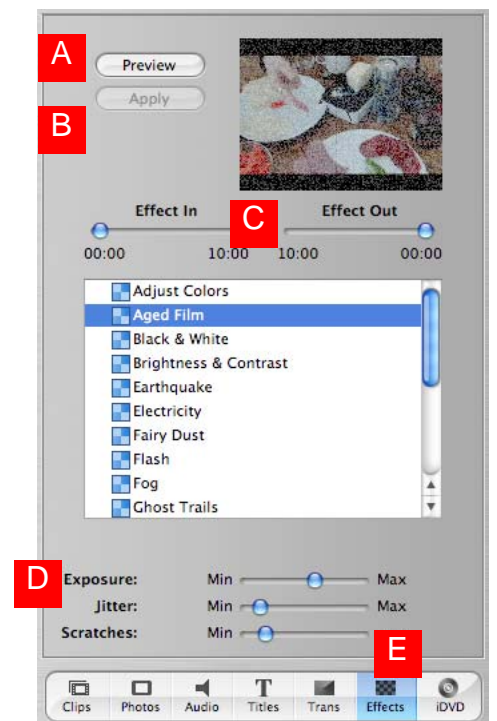 A
Preview
Apply
B
Effect In
C
Effect Out
00:00 10:00 10:00 00:00
Adjust Colors
Aged Film
Black & White
Brightness & Contrast
Earthquake
Electricity
Fairy Dust
Flash
Fog
Ghost Trails
D
Exposure: Min Max
Jitter: Min Max
Scratches: Min
E
Clips Photos Audio Titles Trans Effects iDVD